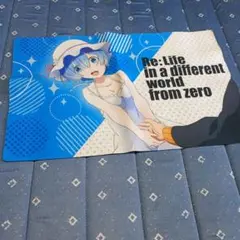 Re:Life
in a different
world
from zero